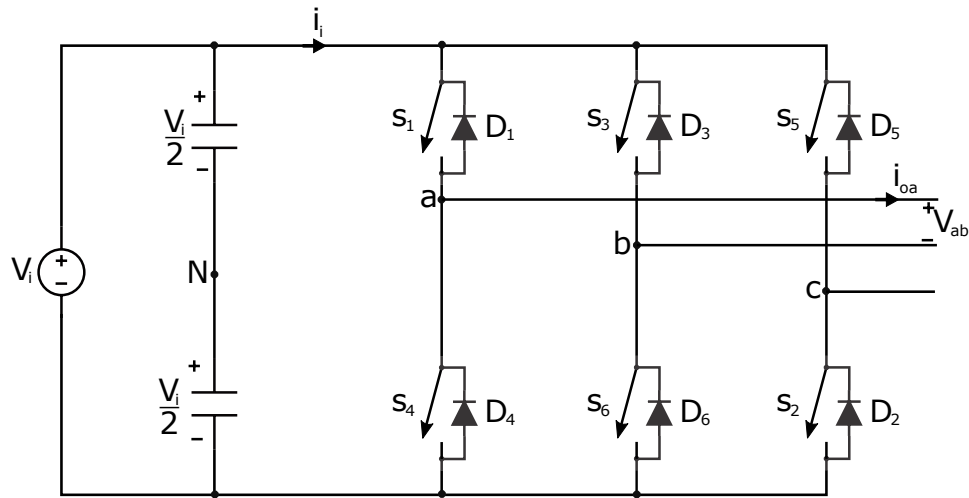 i_i
+
V_i
2
-
s_1
D_1
s_3
D_3
s_5
D_5
a
i_oa
+
V_ab
-
b
V_i
+
-
N
c
+
V_i
2
-
s_4
D_4
s_6
D_6
s_2
D_2